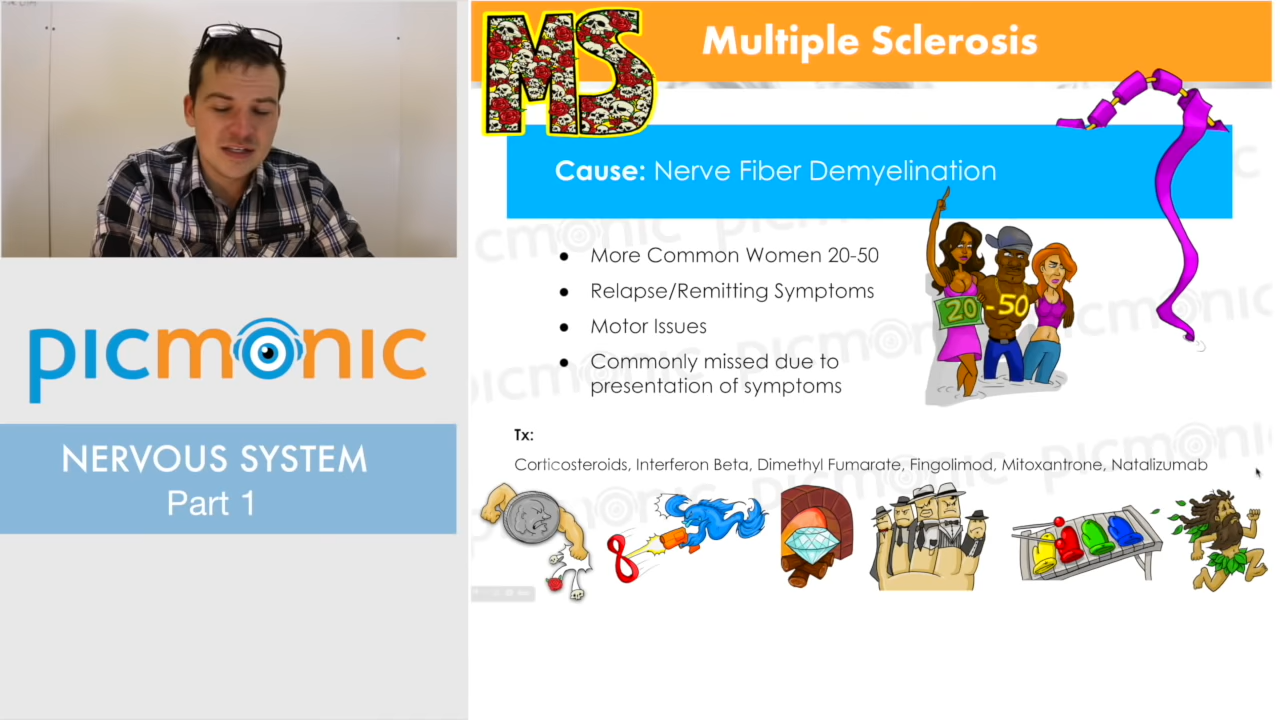 MS
Multiple Sclerosis
Cause: Nerve Fiber Demyelination
• More Common Women 20-50
• Relapse/Remitting Symptoms
• Motor Issues
• Commonly missed due to
presentation of symptoms
20
-50
Tx:
Corticosteroids, Interferon Beta, Dimethyl Fumarate, Fingolimod, Mitoxantrone, Natalizumab
8
picmonic
NERVOUS SYSTEM
Part 1